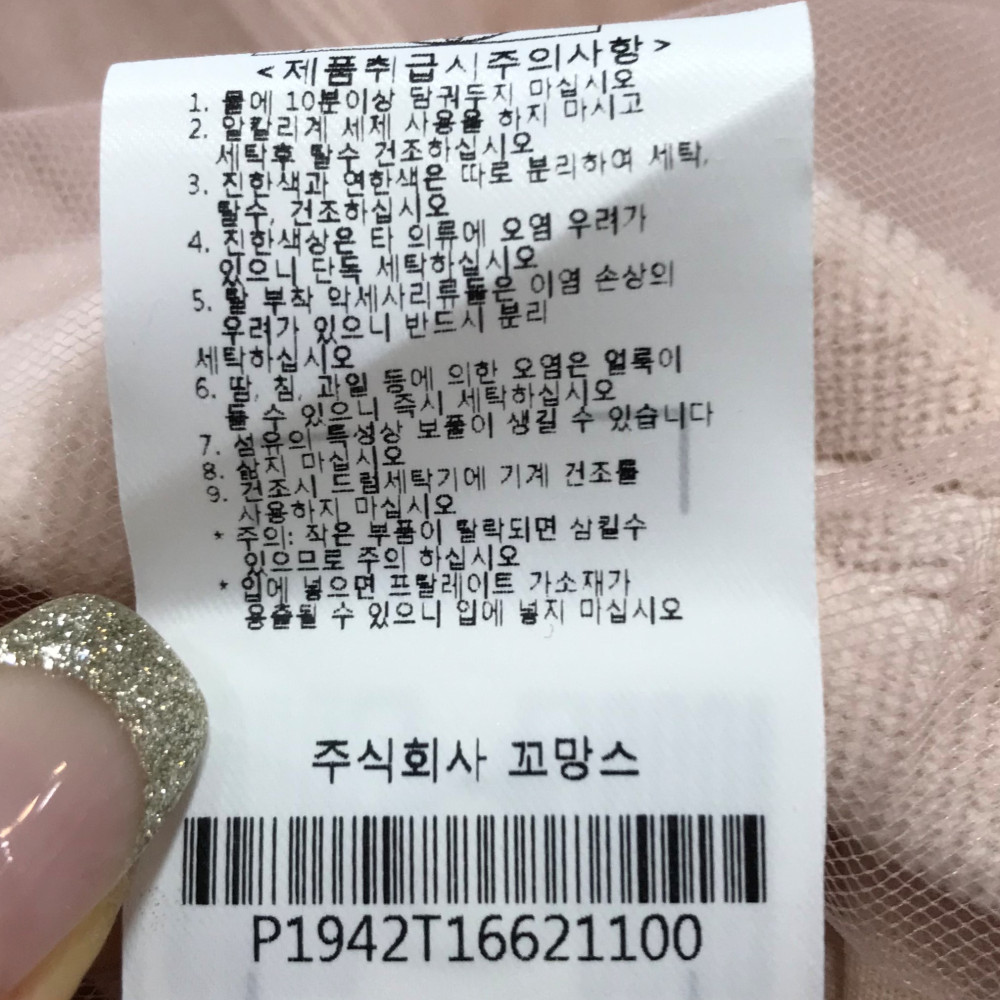 <제품취급시주의사항>
1. 물에 10분이상 담궈두지 마십시오
2. 알칼리계 세제 사용을 하지 마시고
세탁후 탈수 건조하십시오
3. 진한색과 연한색은 따로 분리하여 세탁,
탈수, 건조하십시오
4. 진한색상은 타 의류에 오염 우려가
있으니 단독 세탁하십시오
5. 탈 부착 악세사리류들은 이염 손상의
우려가 있으니 반드시 분리
세탁하십시오
6. 땀, 침, 과일 등에 의한 오염은 얼룩이
들 수 있으니 즉시 세탁하십시오
7. 섬유의 특성상 보풀이 생길 수 있습니다
8. 삶지 마십시오
9. 건조시 드럼세탁기에 기계 건조를
사용하지 마십시오
* 주의: 작은 부품이 탈락되면 삼킬수
있으므로 주의 하십시오
* 입에 넣으면 프탈레이트 가소재가
용출될 수 있으니 입에 넣지 마십시오
주식회사 꼬망스
P1942T16621100